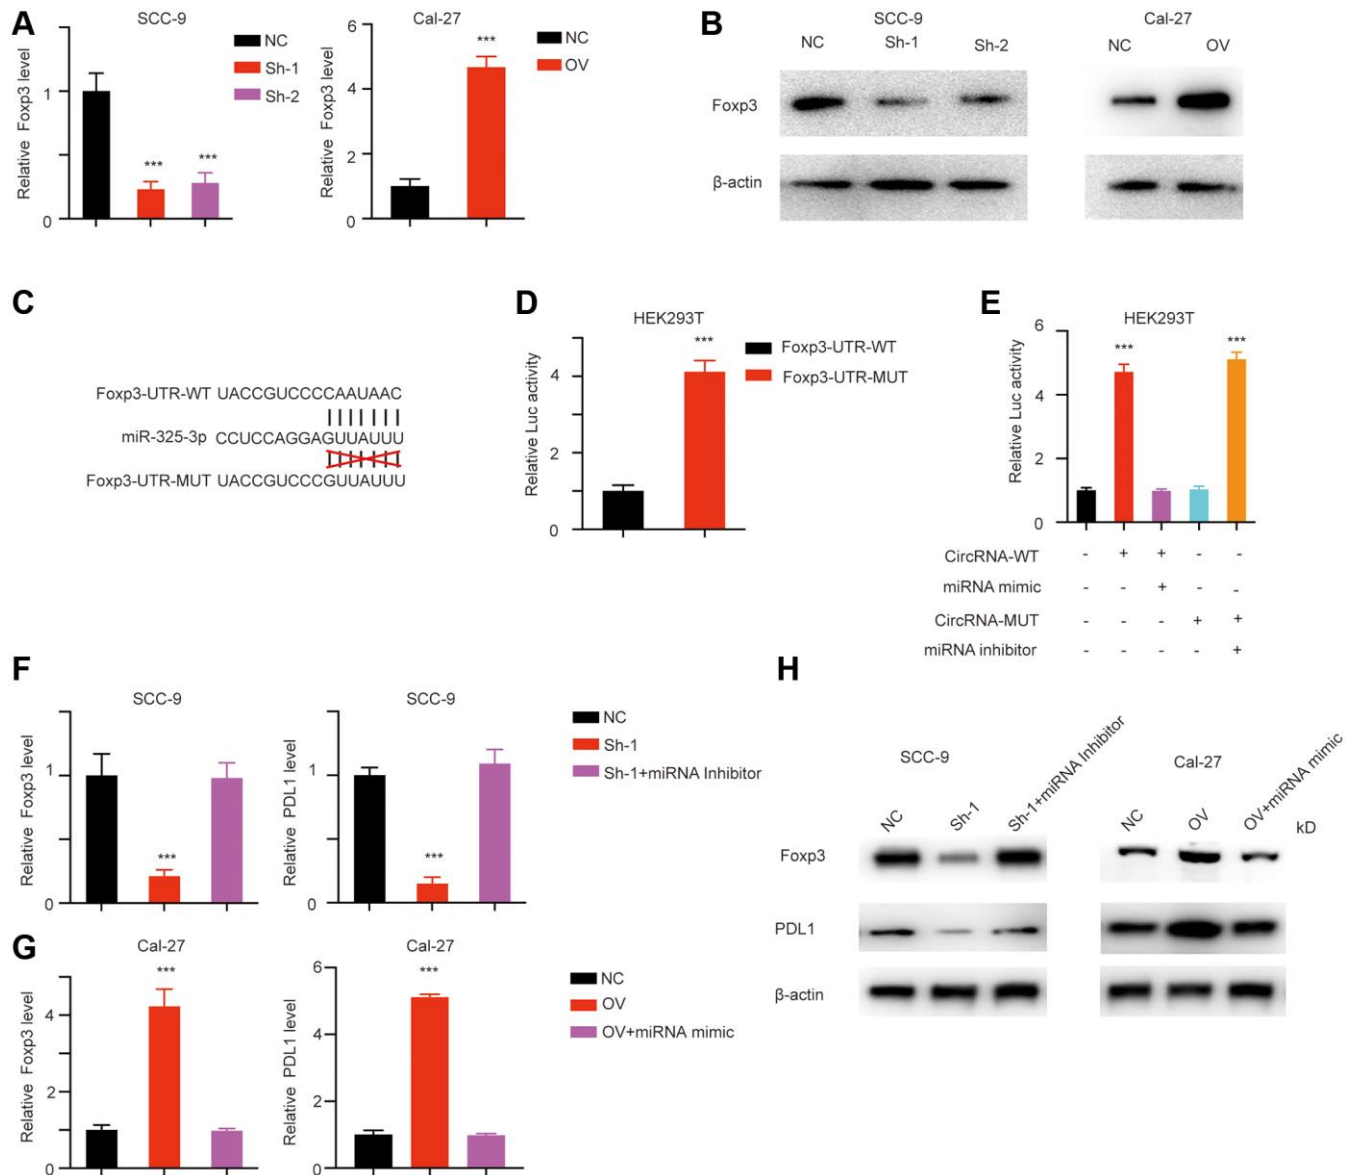 A
SCC-9
Relative Foxp3 level
1
0
***
***
NC
Sh-1
Sh-2
Cal-27
Relative Foxp3 level
6
4
2
0
***
NC
OV
B
SCC-9
NC Sh-1 Sh-2
Cal-27
NC OV
Foxp3
β-actin
C
Foxp3-UTR-WT UACCGUCCCCAAUAAC
miR-325-3p CCUCCAGGAGUUAUUU
Foxp3-UTR-MUT UACCGUCCCGUUAUUU
D
HEK293T
Relative Luc activity
4
2
0
***
Foxp3-UTR-WT
Foxp3-UTR-MUT
E
HEK293T
Relative Luc activity
6
4
2
0
***
***
CircRNA-WT - + + - -
miRNA mimic - - + - -
CircRNA-MUT - - - + +
miRNA inhibitor - - - - +
F
SCC-9
Relative Foxp3 level
1
0
***
SCC-9
Relative PDL1 level
1
0
***
NC
Sh-1
Sh-1+miRNA Inhibitor
G
Cal-27
Relative Foxp3 level
4
2
0
***
Cal-27
Relative PDL1 level
6
4
2
0
***
NC
OV
OV+miRNA mimic
H
SCC-9
NC Sh-1 Sh-1+miRNA Inhibitor
Cal-27
NC OV OV+miRNA mimic
kD
Foxp3
PDL1
β-actin